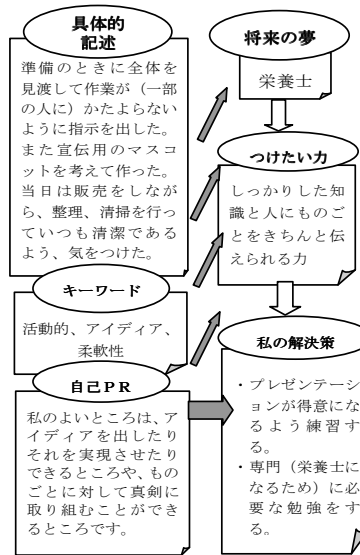 具体的
記述
準備のときに全体を
見渡して作業が（一部
の人に）かたよらない
ように指示を出した。
また宣伝用のマスコ
ットを考えて作った。
当日は販売をしなが
ら、整理、清掃を行っ
ていつも清潔である
よう、気をつけた。
キーワード
活動的、アイディア、
柔軟性
自己ＰＲ
私のよいところは、ア
イディアを出したり
それを実現させたり
できるところや、もの
ごとに対して真剣に
取り組むことができ
るところです。
将来の夢
栄養士
つけたい力
しっかりした知
識と人にものご
とをきちんと伝
えられる力
私の解決策
・プレゼンテーシ
ョンが得意にな
るよう練習す
る。
・専門（栄養士に
なるため）に必
要な勉強をす
る。